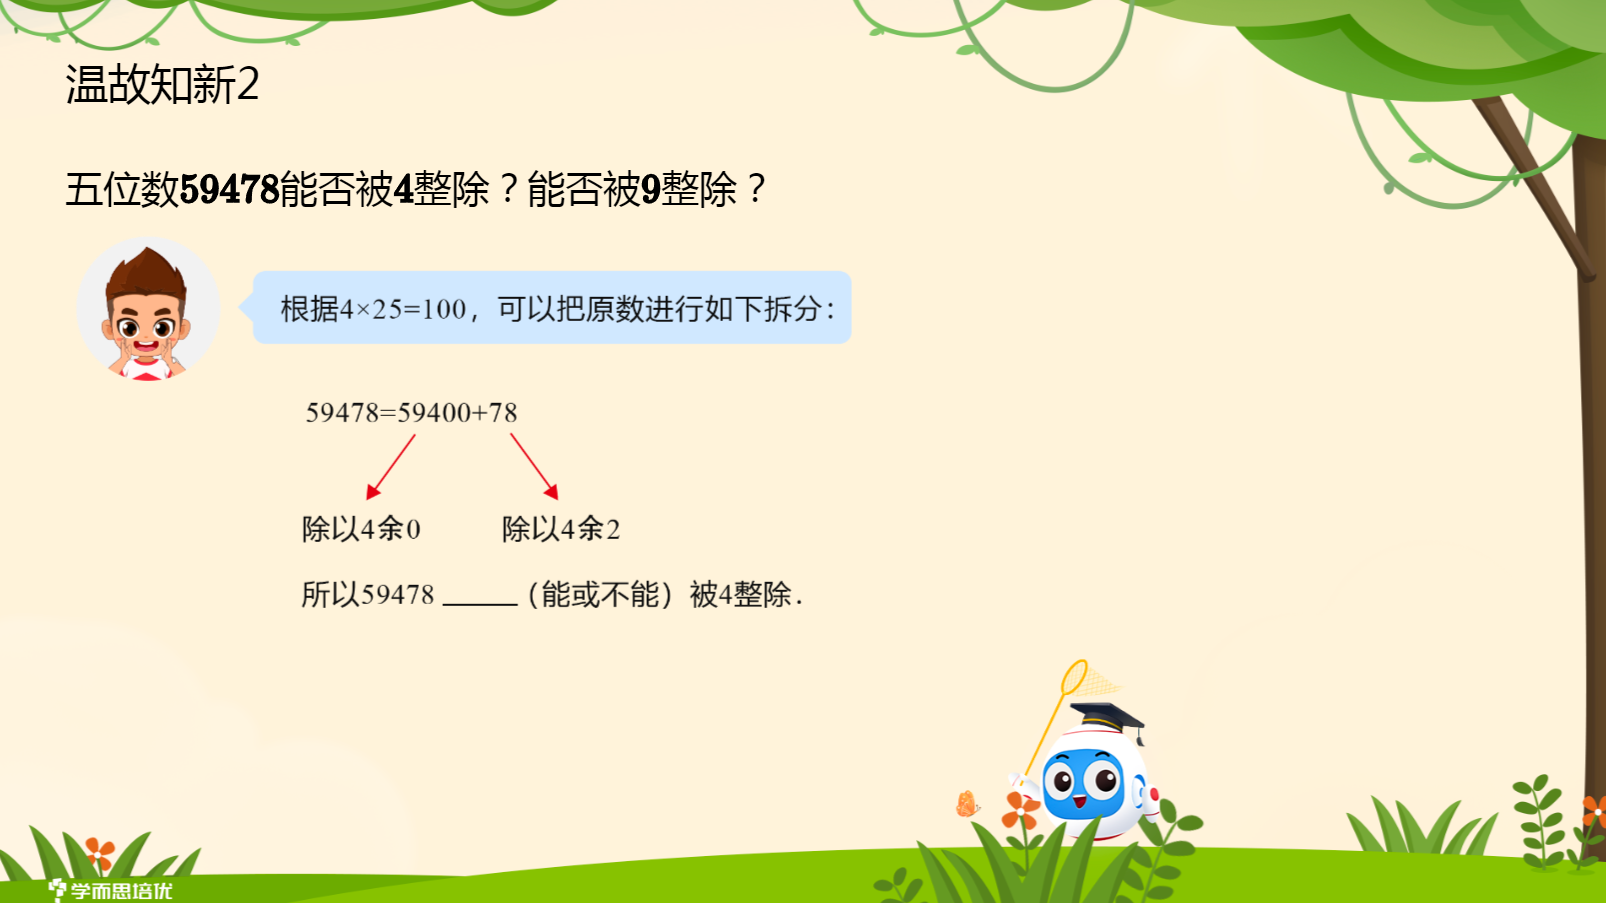 温故知新2
五位数59478能否被4整除？能否被9整除？
根据4×25=100，可以把原数进行如下拆分：
59478=59400+78
除以4余0 除以4余2
所以59478 _____（能或不能）被4整除．
学而思培优